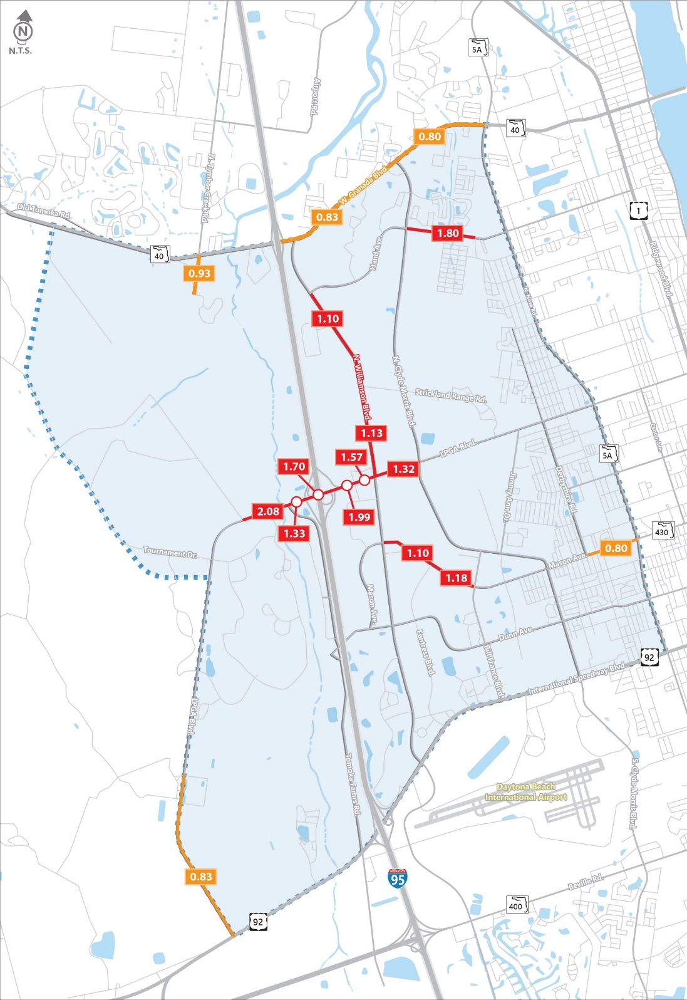 N
N.T.S.
5A
Airport Rd.
40
0.80
N. Tymber Creek Rd.
W. Granada Blvd.
Old Tomoka Rd.
0.83
1
1.80
Hand Ave.
40
0.93
Ridgewood Blvd.
N. Nova Rd.
1.10
N. Williamson Blvd.
N. Clyde Morris Blvd.
Strickland Range Rd.
1.13
Center Ave.
LPGA Blvd.
5A
1.57
1.70
1.32
Jimmy Ann Dr.
Derbyshire Rd.
2.08
1.99
1.33
430
0.80
Tournament Dr.
1.10
Mason Ave.
1.18
Mason Ave.
Dunn Ave.
Fentress Blvd.
Bill France Blvd.
92
International Speedway Blvd.
LPGA Blvd.
Tomoka Famrs Rd.
S. Clyde Morris Blvd.
Daytona Beach
International Airport
0.83
INTERSTATE
95
Beville Rd.
400
92